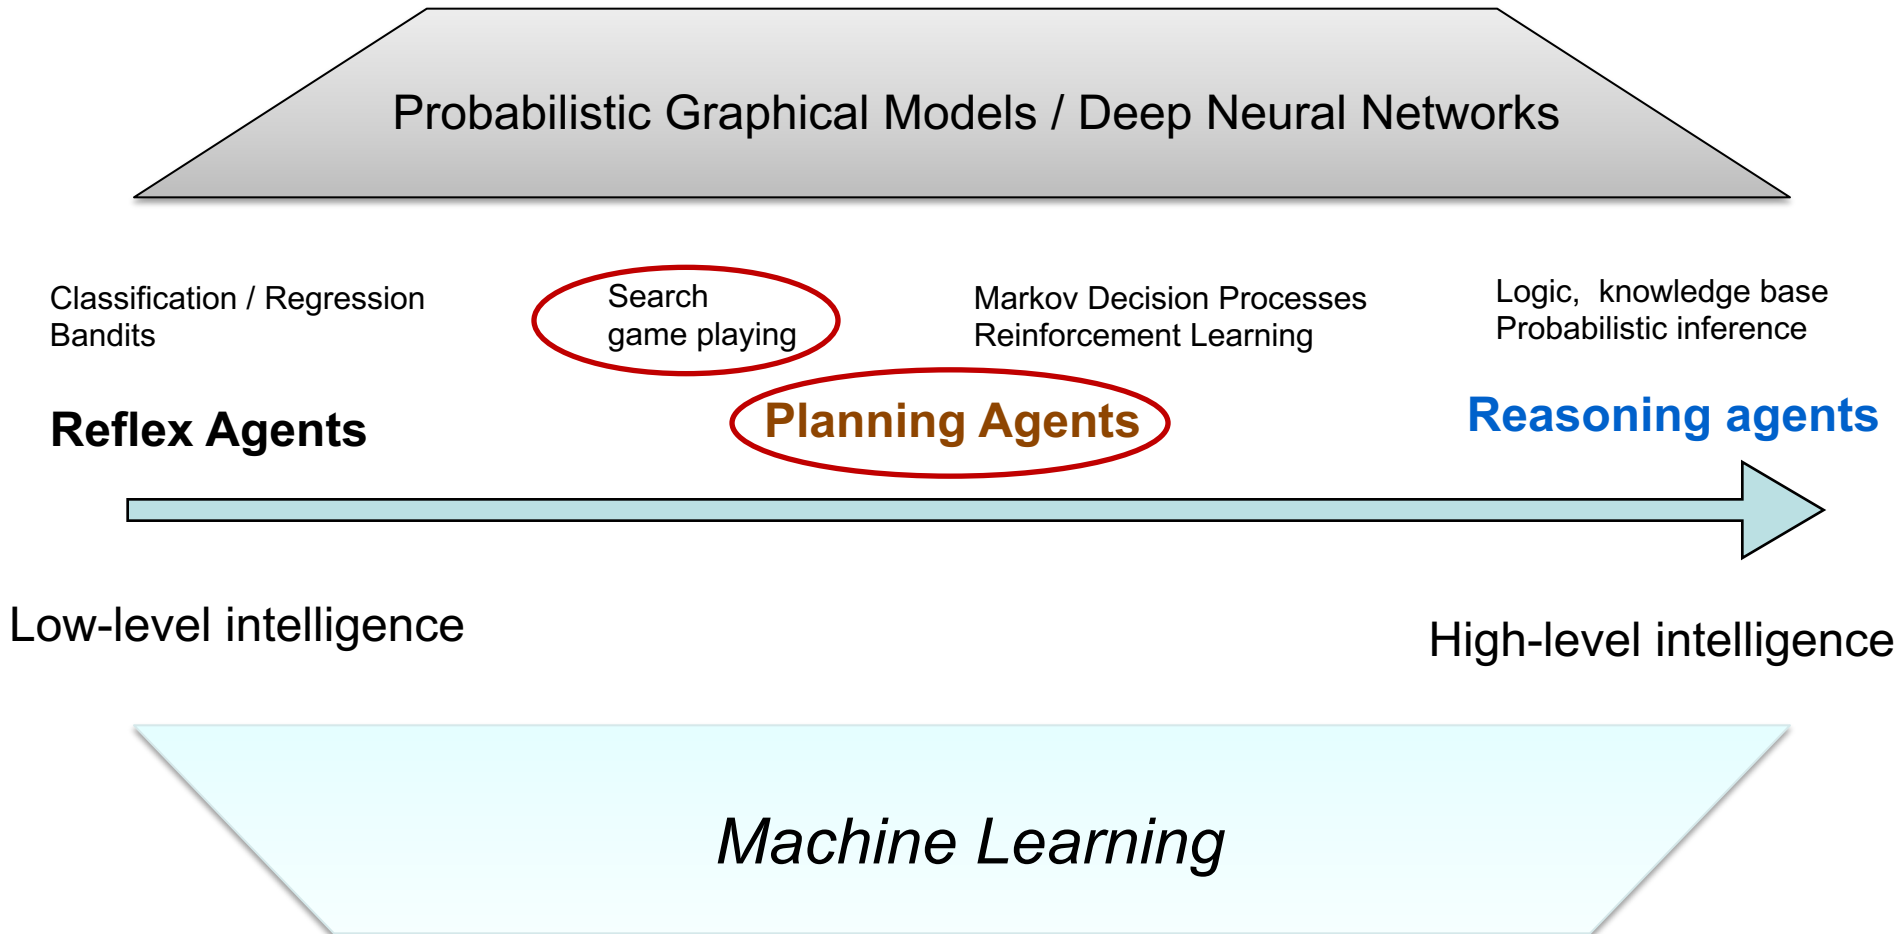 Probabilistic Graphical Models / Deep Neural Networks
Classification / Regression
Bandits
Search
game playing
Markov Decision Processes
Reinforcement Learning
Logic,  knowledge base
Probabilistic inference
Reflex Agents
Planning Agents
Reasoning agents
Low-level intelligence
High-level intelligence
Machine Learning